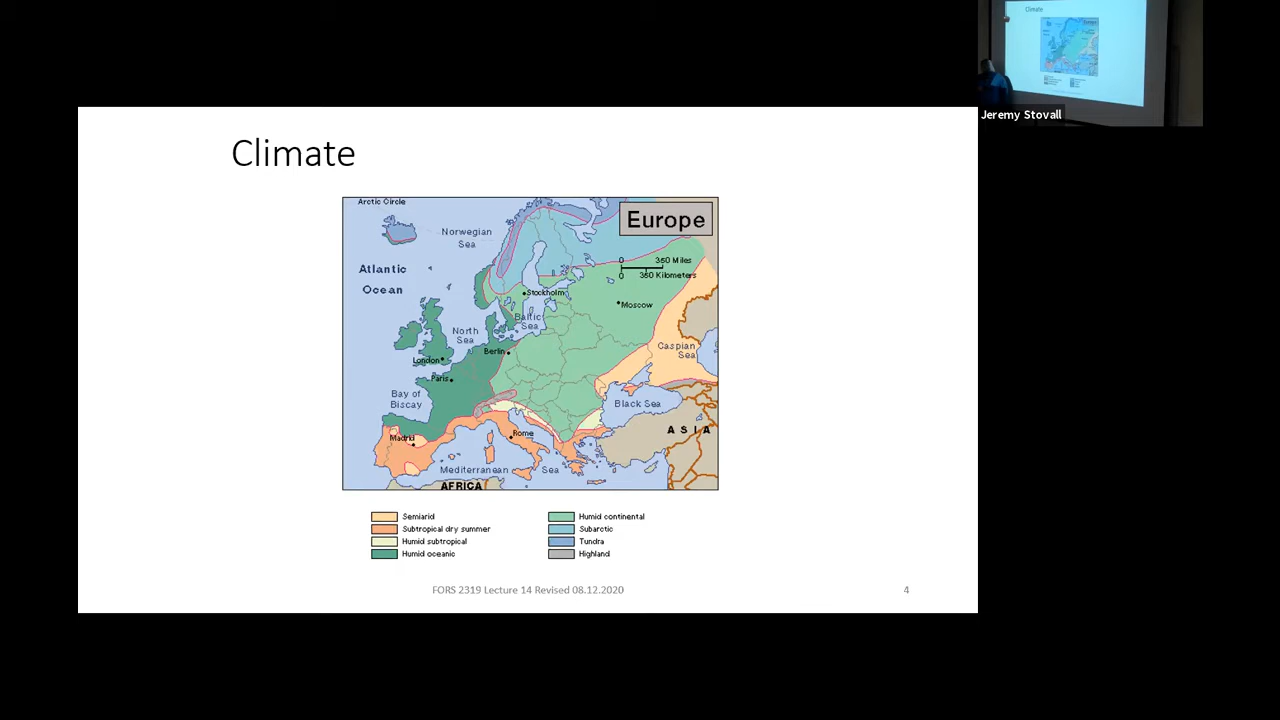 Climate
Jeremy Stovall
Climate
Arctic Circle
Europe
Norwegian
Sea
0 350 Miles
0 350 Kilometers
Atlantic
Ocean
Stockholm
Moscow
Baltic
Sea
North
Sea
Berlin
London
Caspian
Sea
Paris
Bay of
Biscay
Black Sea
ASIA
Madrid
Rome
Mediterranean Sea
AFRICA
Semiarid
Subtropical dry summer
Humid subtropical
Humid oceanic
Humid continental
Subarctic
Tundra
Highland
FORS 2319 Lecture 14 Revised 08.12.2020
4